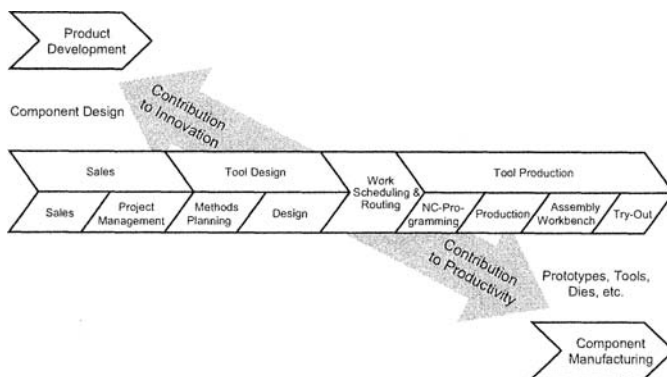 Product
Development
Component Design
Contribution
to Innovation
Sales
Tool Design
Work
Scheduling &
Routing
Tool Production
Sales
Project
Management
Methods
Planning
Design
NC-Pro-
gramming
Production
Assembly
Workbench
Try-Out
Contribution
to Productivity
Prototypes, Tools,
Dies, etc.
Component
Manufacturing